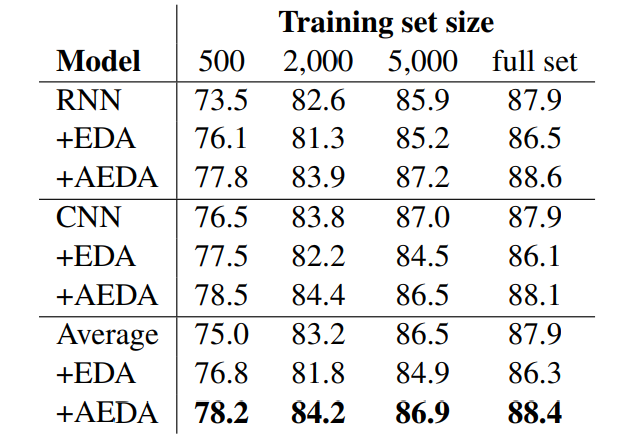 Training set size
Model 500 2,000 5,000 full set
RNN 73.5 82.6 85.9 87.9
+EDA 76.1 81.3 85.2 86.5
+AEDA 77.8 83.9 87.2 88.6
CNN 76.5 83.8 87.0 87.9
+EDA 77.5 82.2 84.5 86.1
+AEDA 78.5 84.4 86.5 88.1
Average 75.0 83.2 86.5 87.9
+EDA 76.8 81.8 84.9 86.3
+AEDA 78.2 84.2 86.9 88.4